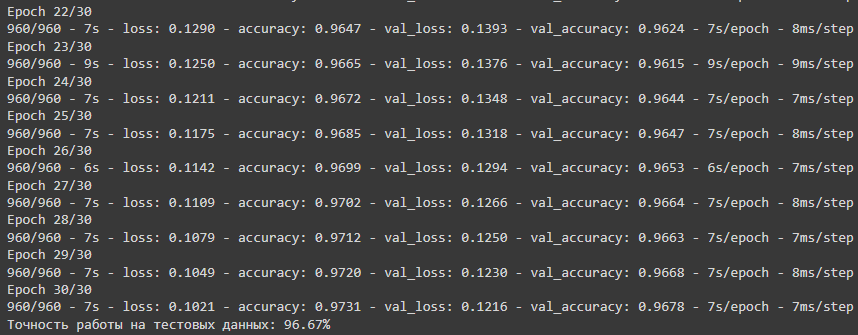 Epoch 22/30
960/960 - 7s - loss: 0.1290 - accuracy: 0.9647 - val_loss: 0.1393 - val_accuracy: 0.9624 - 7s/epoch - 8ms/step
Epoch 23/30
960/960 - 9s - loss: 0.1250 - accuracy: 0.9665 - val_loss: 0.1376 - val_accuracy: 0.9615 - 9s/epoch - 9ms/step
Epoch 24/30
960/960 - 7s - loss: 0.1211 - accuracy: 0.9672 - val_loss: 0.1348 - val_accuracy: 0.9644 - 7s/epoch - 7ms/step
Epoch 25/30
960/960 - 7s - loss: 0.1175 - accuracy: 0.9685 - val_loss: 0.1318 - val_accuracy: 0.9647 - 7s/epoch - 8ms/step
Epoch 26/30
960/960 - 6s - loss: 0.1142 - accuracy: 0.9699 - val_loss: 0.1294 - val_accuracy: 0.9653 - 6s/epoch - 7ms/step
Epoch 27/30
960/960 - 7s - loss: 0.1109 - accuracy: 0.9702 - val_loss: 0.1266 - val_accuracy: 0.9664 - 7s/epoch - 8ms/step
Epoch 28/30
960/960 - 7s - loss: 0.1079 - accuracy: 0.9712 - val_loss: 0.1250 - val_accuracy: 0.9663 - 7s/epoch - 7ms/step
Epoch 29/30
960/960 - 7s - loss: 0.1049 - accuracy: 0.9720 - val_loss: 0.1230 - val_accuracy: 0.9668 - 7s/epoch - 8ms/step
Epoch 30/30
960/960 - 7s - loss: 0.1021 - accuracy: 0.9731 - val_loss: 0.1216 - val_accuracy: 0.9678 - 7s/epoch - 7ms/step
Точность работы на тестовых данных: 96.67%